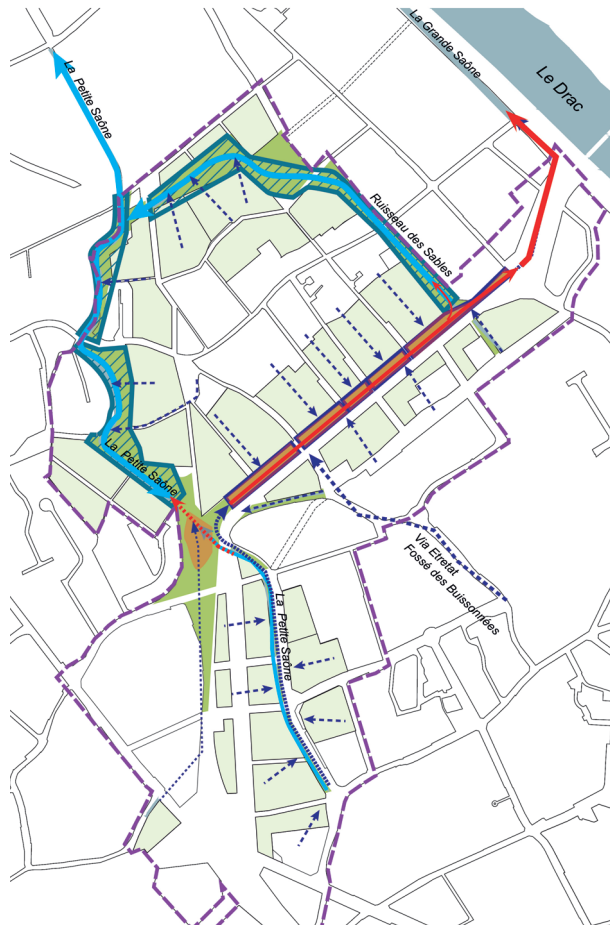 La Grande Saône
Le Drac
La Petite Saône
Ruisseau des Sables
La Petite Saône
La Petite Saône
Via Etretat
Fossé des Buissonnées